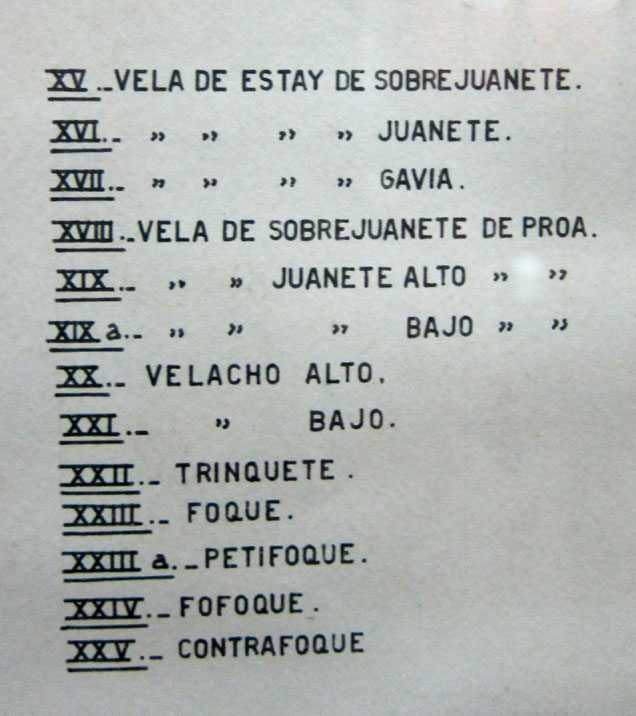 XV.-VELA DE ESTAY DE SOBREJUANETE.
XVI.- " " " " JUANETE.
XVII.- " " " " GAVIA.
XVIII.-VELA DE SOBREJUANETE DE PROA.
XIX.- " " JUANETE ALTO " "
XIX a.- " " " BAJO " "
XX.- VELACHO ALTO.
XXI.- " BAJO.
XXII.- TRINQUETE.
XXIII.- FOQUE.
XXIII a.-PETIFOQUE.
XXIV.- FOFOQUE.
XXV.- CONTRAFOQUE